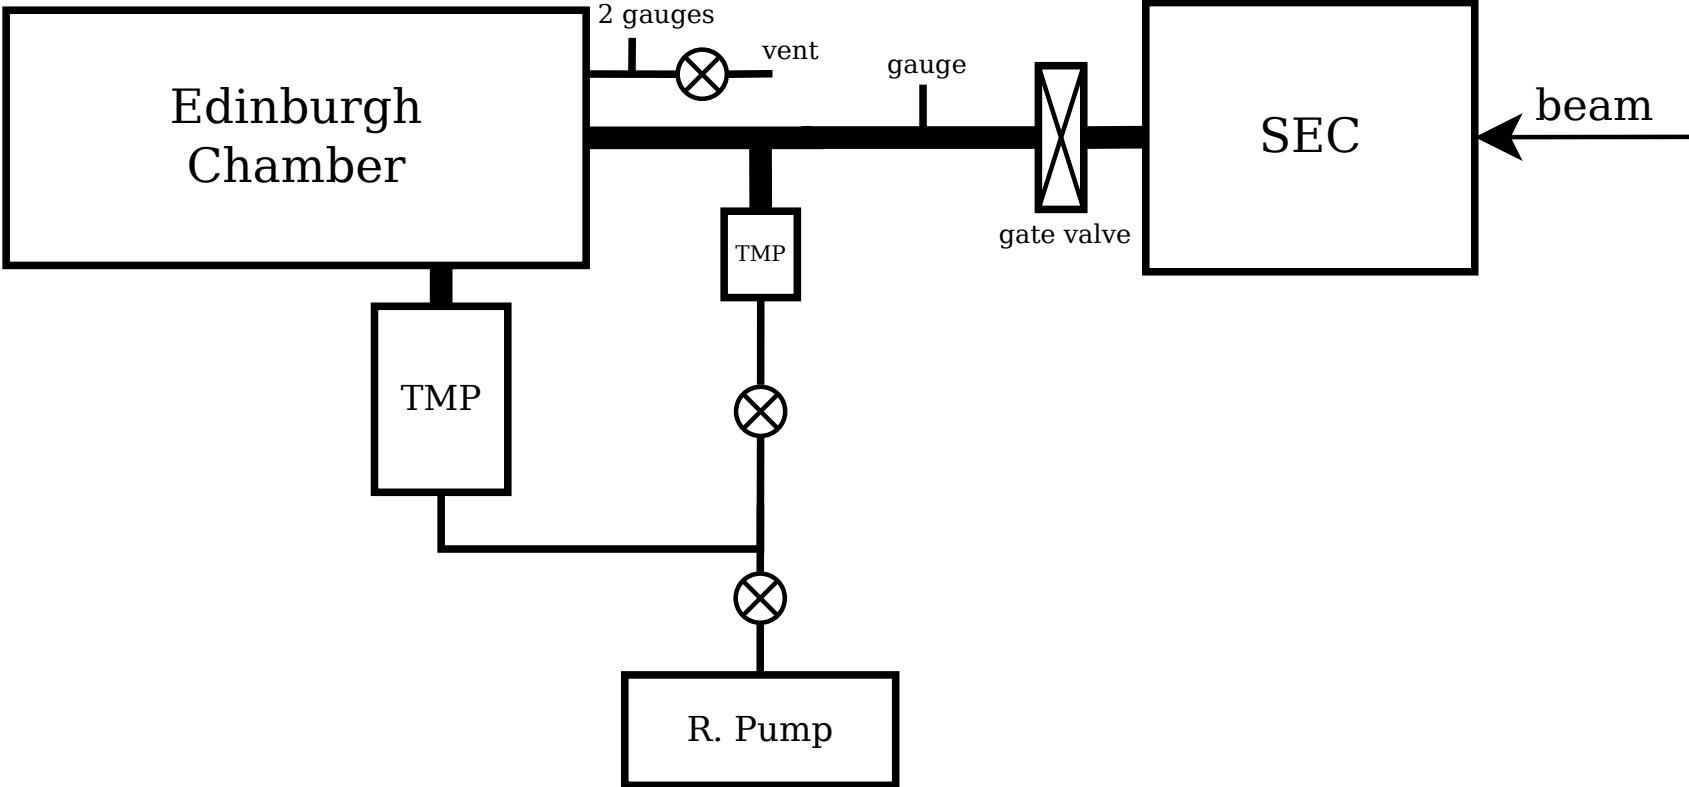 2 gauges
vent
gauge
Edinburgh
Chamber
SEC
beam
gate valve
TMP
TMP
R. Pump